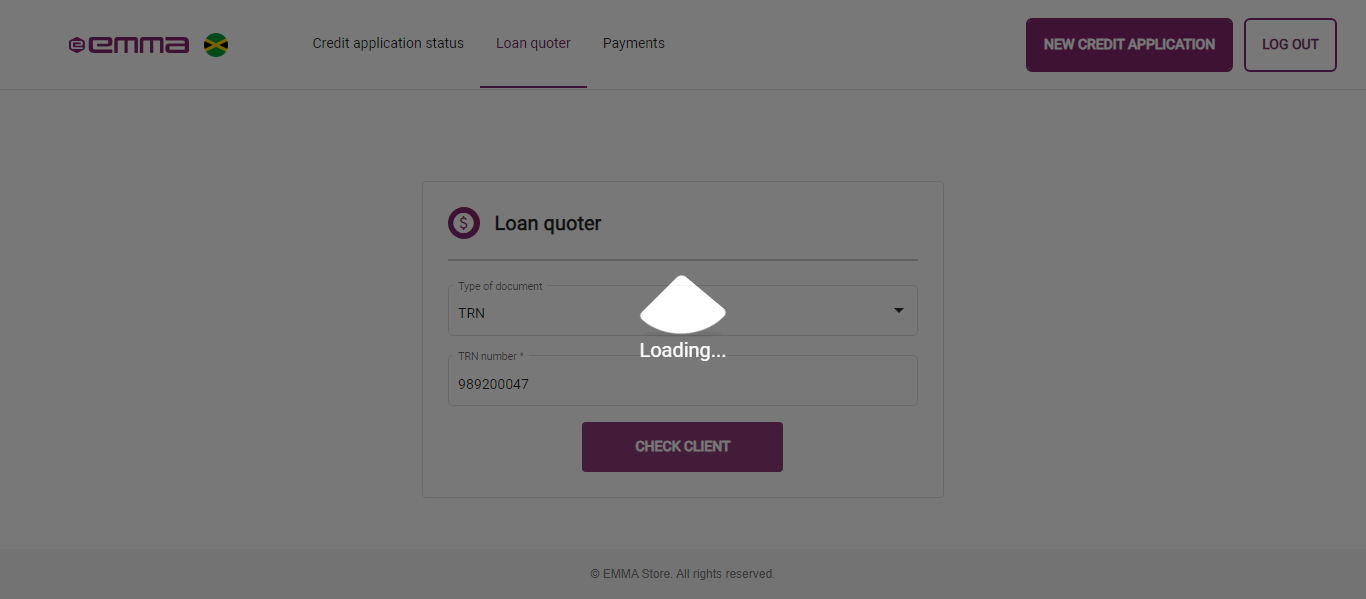 emma
Credit application status
Loan quoter
Payments
NEW CREDIT APPLICATION
LOG OUT
$ Loan quoter
Type of document
TRN
Loading...
TRN number *
989200047
CHECK CLIENT
© EMMA Store. All rights reserved.